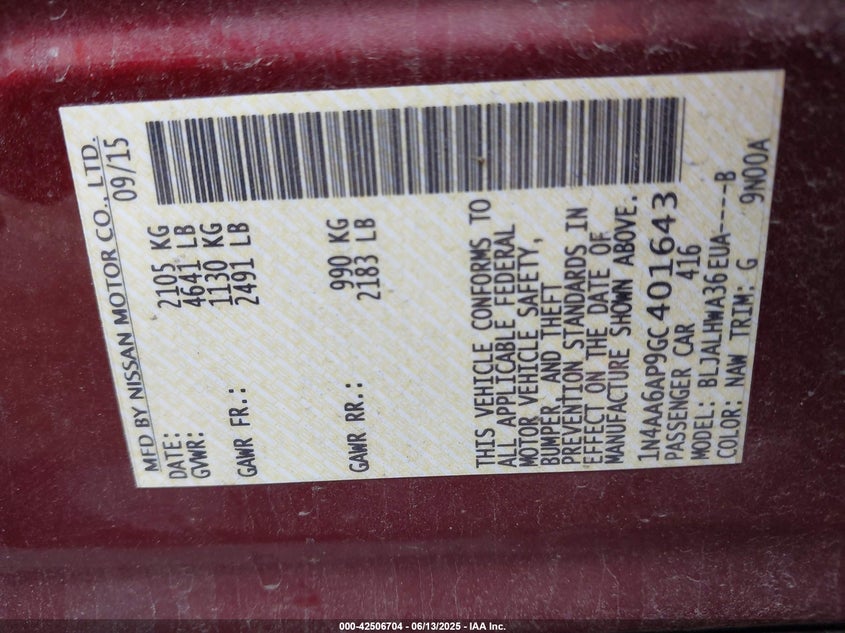 MFD BY NISSAN MOTOR CO., LTD.
DATE: 09/15
GVWR: 2105 KG
4641 LB
GAWR FR.: 1130 KG
2491 LB
GAWR RR.: 990 KG
2183 LB
THIS VEHICLE CONFORMS TO
ALL APPLICABLE FEDERAL
MOTOR VEHICLE SAFETY,
BUMPER, AND THEFT
PREVENTION STANDARDS IN
EFFECT ON THE DATE OF
MANUFACTURE SHOWN ABOVE.
1N4AA6AP9GC401643
PASSENGER CAR 416
MODEL: BLJALHWA36EUA----B
COLOR: NAW TRIM: G 9N00A
000-42506704 - 06/13/2025 - IAA Inc.